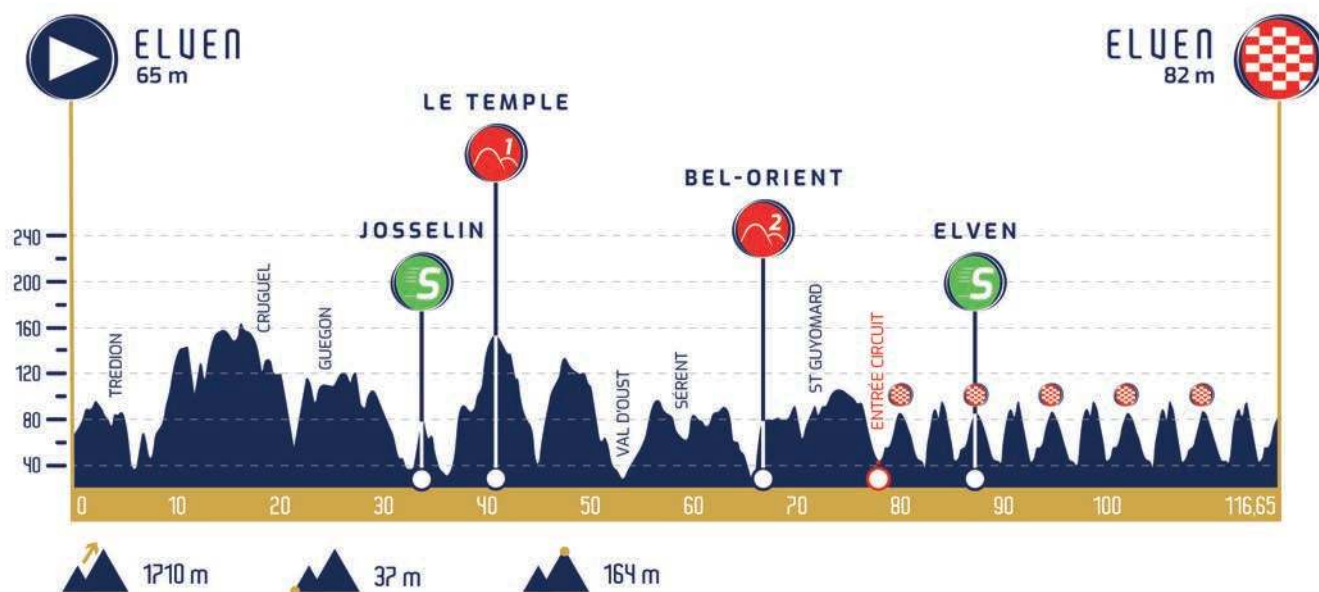 ELVEN
65 m
ELVEN
82 m
LE TEMPLE
1
BEL-ORIENT
2
JOSSELIN
S
ELVEN
S
240
200
160
120
80
40
TREDION
CRUGUEL
GUEGON
VAL D'OUST
SERENT
ST GUYOMARD
ENTRÉE CIRCUIT
0 10 20 30 40 50 60 70 80 90 100 116,65
1710 m
37 m
164 m